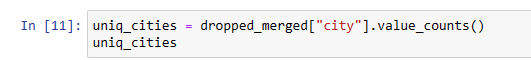 In [11]: uniq_cities = dropped_merged["city"].value_counts()
uniq_cities